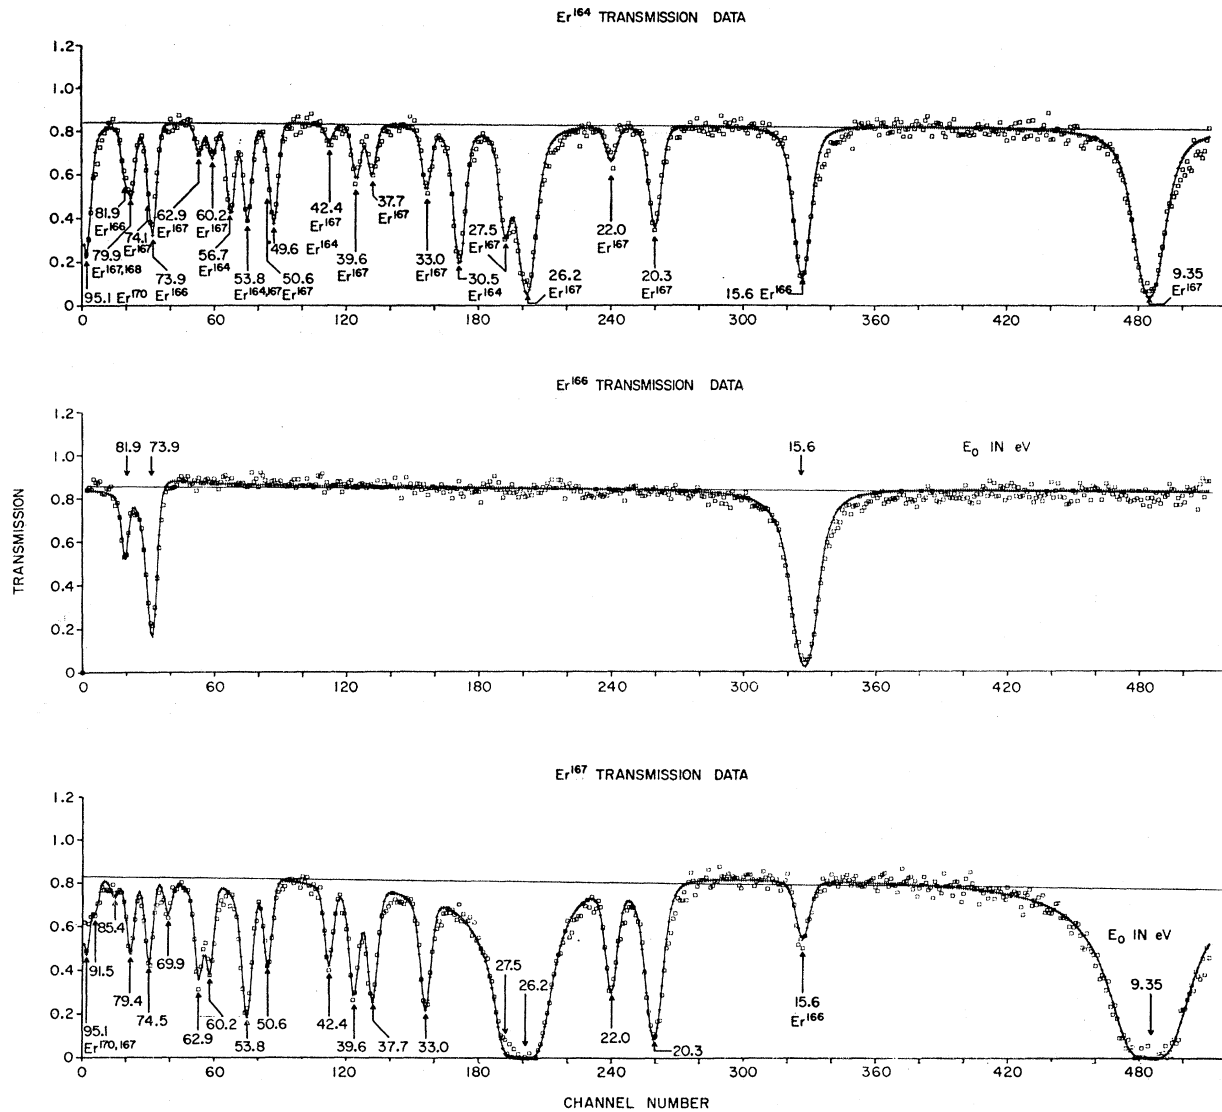 Er164 TRANSMISSION DATA
1.2
1.0
0.8
0.6
0.4
0.2
0
81.9
Er166
79.9
Er167,168
95.1 Er170
74.1
Er167
73.9
Er166
62.9
Er167
60.2
Er167
56.7
Er164
53.8
Er164,167
49.6
Er164
50.6
Er167
42.4
Er167
39.6
Er167
37.7
Er167
33.0
Er167
30.5
Er164
27.5
Er167
26.2
Er167
22.0
Er167
20.3
Er167
15.6 Er166
9.35
Er167
0 60 120 180 240 300 360 420 480
Er166 TRANSMISSION DATA
1.2
1.0
0.8
0.6
0.4
0.2
0
81.9 73.9
15.6
E0 IN eV
TRANSMISSION
0 60 120 180 240 300 360 420 480
Er167 TRANSMISSION DATA
1.2
1.0
0.8
0.6
0.4
0.2
0
95.1
Er170,167
91.5
85.4
79.4
74.5
69.9
62.9
60.2
53.8
50.6
42.4
39.6
37.7
33.0
27.5
26.2
22.0
20.3
15.6
Er166
E0 IN eV
9.35
0 60 120 180 240 300 360 420 480
CHANNEL NUMBER